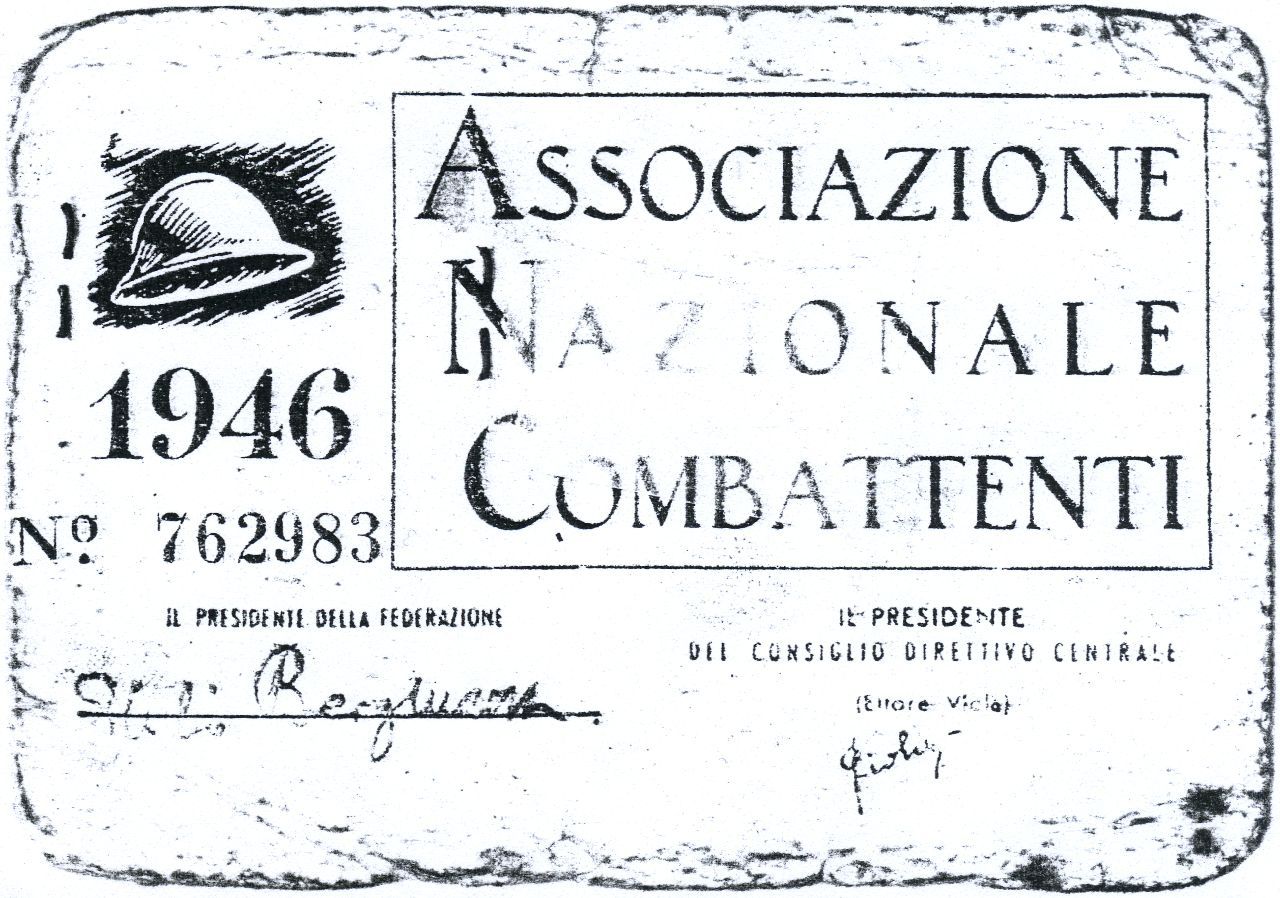 ASSOCIAZIONE
NAZIONALE
COMBATTENTI
1946
Nº 762983
IL PRESIDENTE DELLA FEDERAZIONE
IL PRESIDENTE
DEL CONSIGLIO DIRETTIVO CENTRALE
(Ettore Viola)